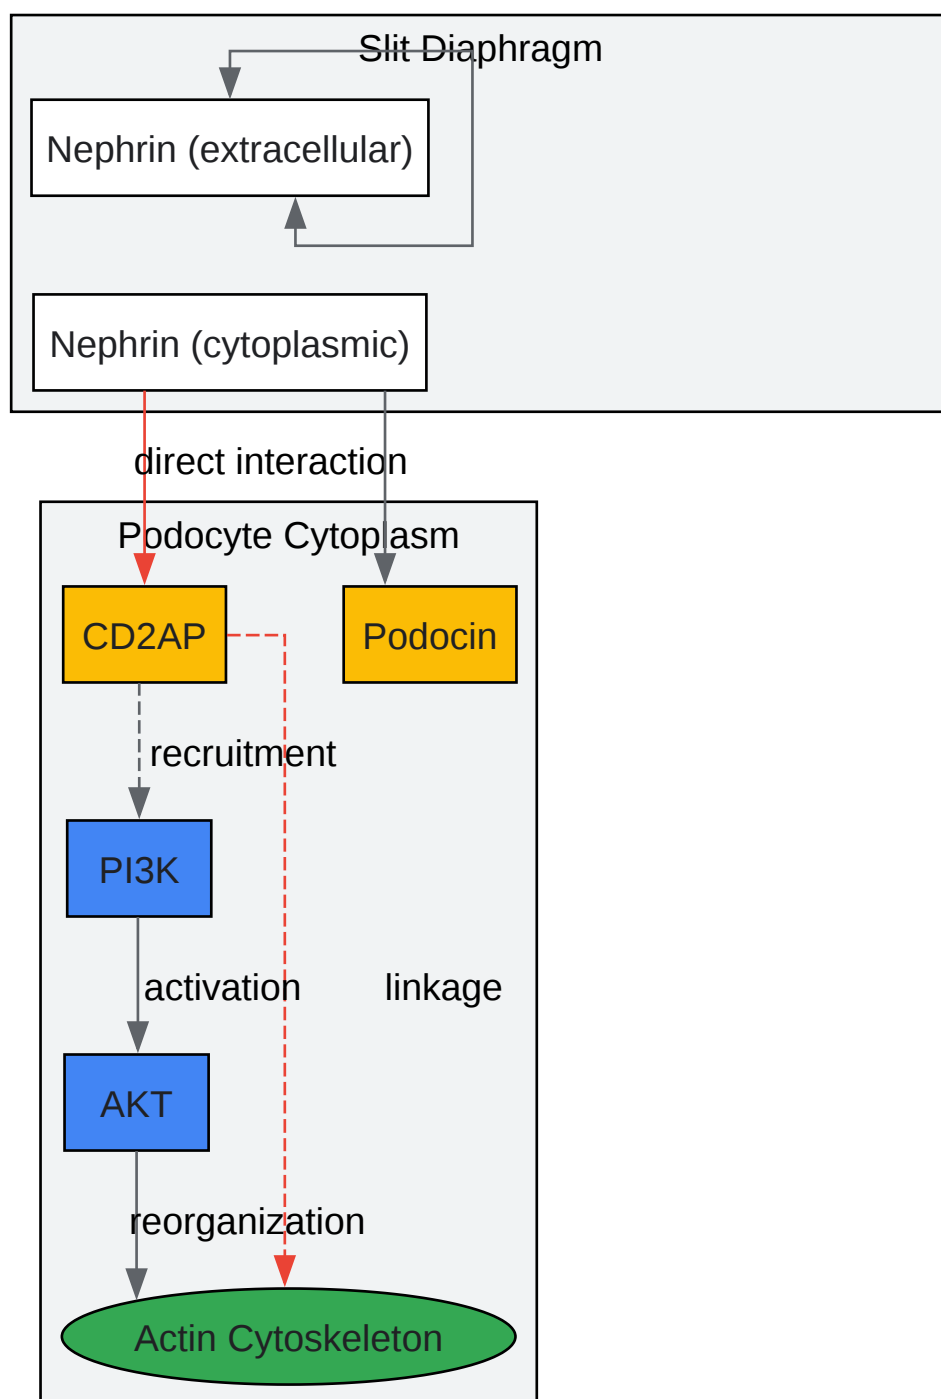 Slit Diaphragm
Nephrin (extracellular)
Nephrin (cytoplasmic)
direct interaction
Podocyte Cytoplasm
CD2AP
Podocin
recruitment
PI3K
activation
linkage
AKT
reorganization
Actin Cytoskeleton